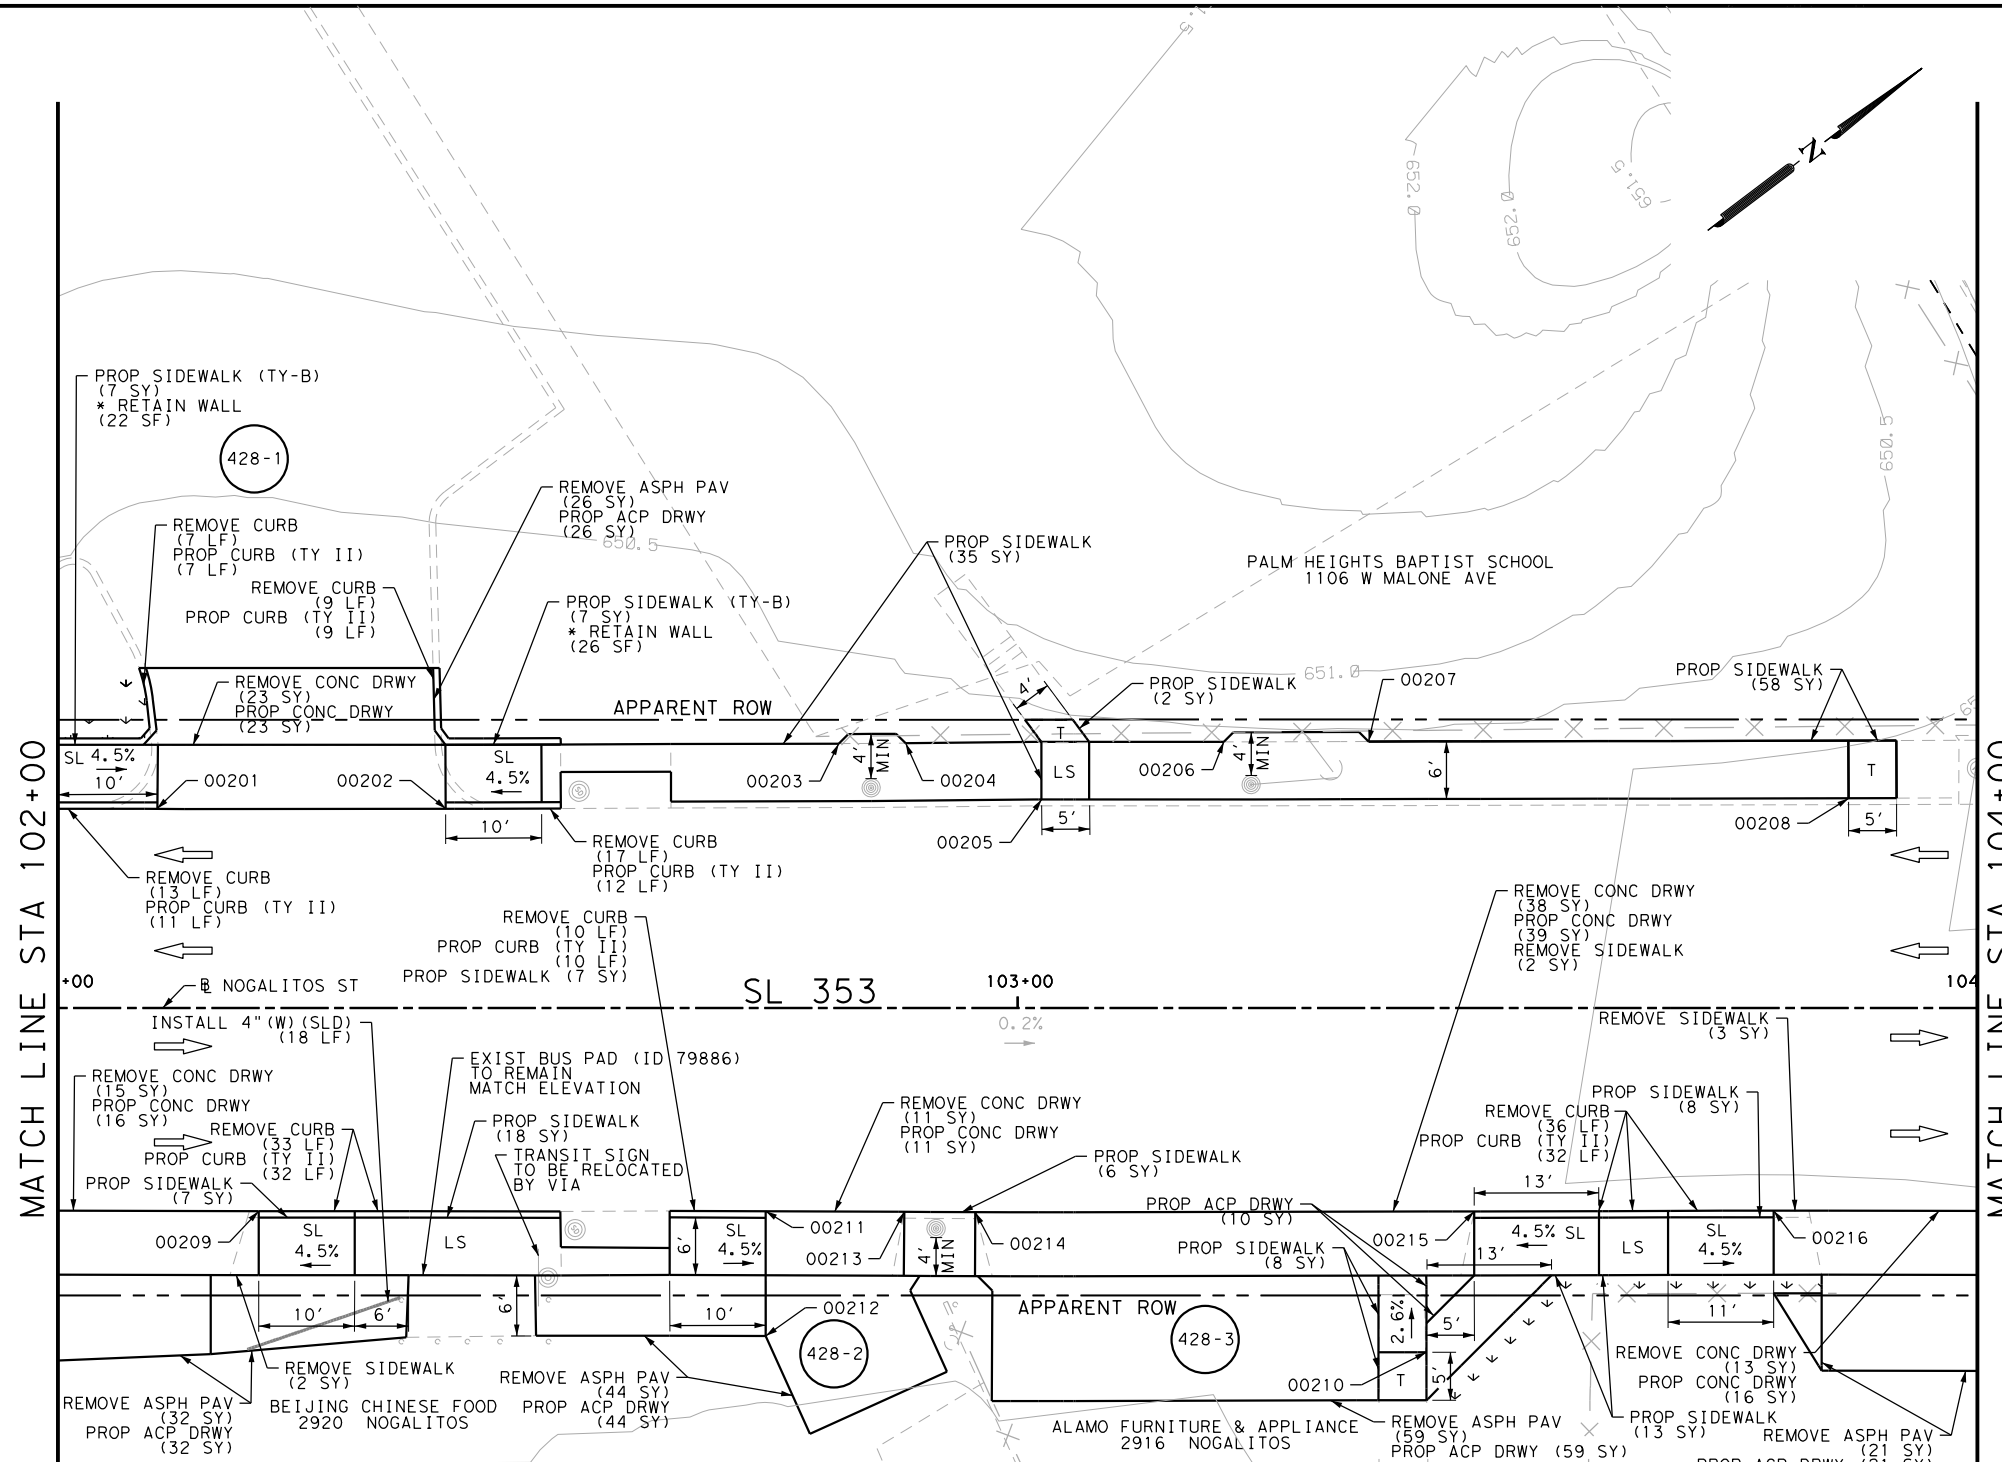 1.5
652.0
652.0
651.5
N
PROP SIDEWALK (TY-B)
(7 SY)
* RETAIN WALL
(22 SF)
428-1
REMOVE CURB
(7 LF)
PROP CURB (TY II)
(7 LF)
REMOVE CURB
(9 LF)
PROP CURB (TY II)
(9 LF)
REMOVE ASPH PAV
(26 SY)
PROP ACP DRWY
(26 SY)
650.5
PROP SIDEWALK (TY-B)
(7 SY)
* RETAIN WALL
(26 SF)
PROP SIDEWALK
(35 SY)
PALM HEIGHTS BAPTIST SCHOOL
1106 W MALONE AVE
650.5
651.0
REMOVE CONC DRWY
(23 SY)
PROP CONC DRWY
(23 SY)
APPARENT ROW
4'
PROP SIDEWALK
(2 SY)
00207
PROP SIDEWALK
(58 SY)
SL 4.5%
10'
00201
00202
SL
4.5%
10'
00203
4'
MIN
00204
T
LS
5'
00205
00206
4'
MIN
6'
T
5'
00208
REMOVE CURB
(13 LF)
PROP CURB (TY II)
(11 LF)
REMOVE CURB
(17 LF)
PROP CURB (TY II)
(12 LF)
REMOVE CURB
(10 LF)
PROP CURB (TY II)
(10 LF)
PROP SIDEWALK (7 SY)
REMOVE CONC DRWY
(38 SY)
PROP CONC DRWY
(39 SY)
REMOVE SIDEWALK
(2 SY)
MATCH LINE STA 102+00
MATCH LINE STA 104+00
+00
BL NOGALITOS ST
SL 353
103+00
104
0.2%
INSTALL 4"(W)(SLD)
(18 LF)
EXIST BUS PAD (ID 79886)
TO REMAIN
MATCH ELEVATION
REMOVE SIDEWALK
(3 SY)
REMOVE CONC DRWY
(15 SY)
PROP CONC DRWY
(16 SY)
REMOVE CURB
(33 LF)
PROP CURB (TY II)
(32 LF)
PROP SIDEWALK
(7 SY)
PROP SIDEWALK
(18 SY)
TRANSIT SIGN
TO BE RELOCATED
BY VIA
REMOVE CONC DRWY
(11 SY)
PROP CONC DRWY
(11 SY)
PROP SIDEWALK
(6 SY)
PROP SIDEWALK
(8 SY)
REMOVE CURB
(36 LF)
PROP CURB (TY II)
(32 LF)
PROP ACP DRWY
(10 SY)
PROP SIDEWALK
(8 SY)
13'
00209
SL
4.5%
LS
6'
SL
4.5%
00211
00213
4'
MIN
00214
00215
4.5% SL
13'
LS
SL
4.5%
00216
10'
6'
6'
10'
00212
APPARENT ROW
428-2
428-3
2.6%
T
5'
5'
00210
11'
REMOVE SIDEWALK
(2 SY)
REMOVE ASPH PAV
(32 SY)
PROP ACP DRWY
(32 SY)
BEIJING CHINESE FOOD
2920 NOGALITOS
REMOVE ASPH PAV
(44 SY)
PROP ACP DRWY
(44 SY)
ALAMO FURNITURE & APPLIANCE
2916 NOGALITOS
REMOVE ASPH PAV
(59 SY)
PROP ACP DRWY (59 SY)
REMOVE CONC DRWY
(13 SY)
PROP CONC DRWY
(16 SY)
PROP SIDEWALK
(13 SY)
REMOVE ASPH PAV
(21 SY)